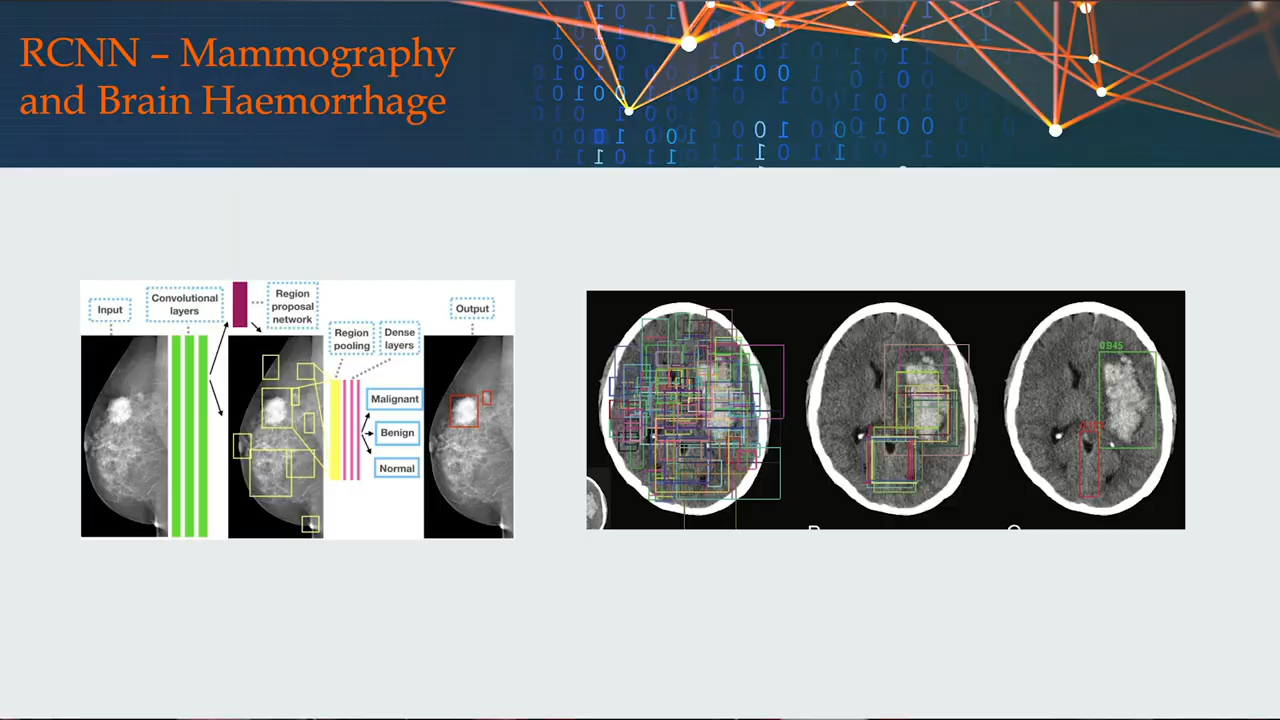 RCNN – Mammography
and Brain Haemorrhage
Input
Convolutional
layers
Region
proposal
network
Region
pooling
Dense
layers
Output
Malignant
Benign
Normal
0.945